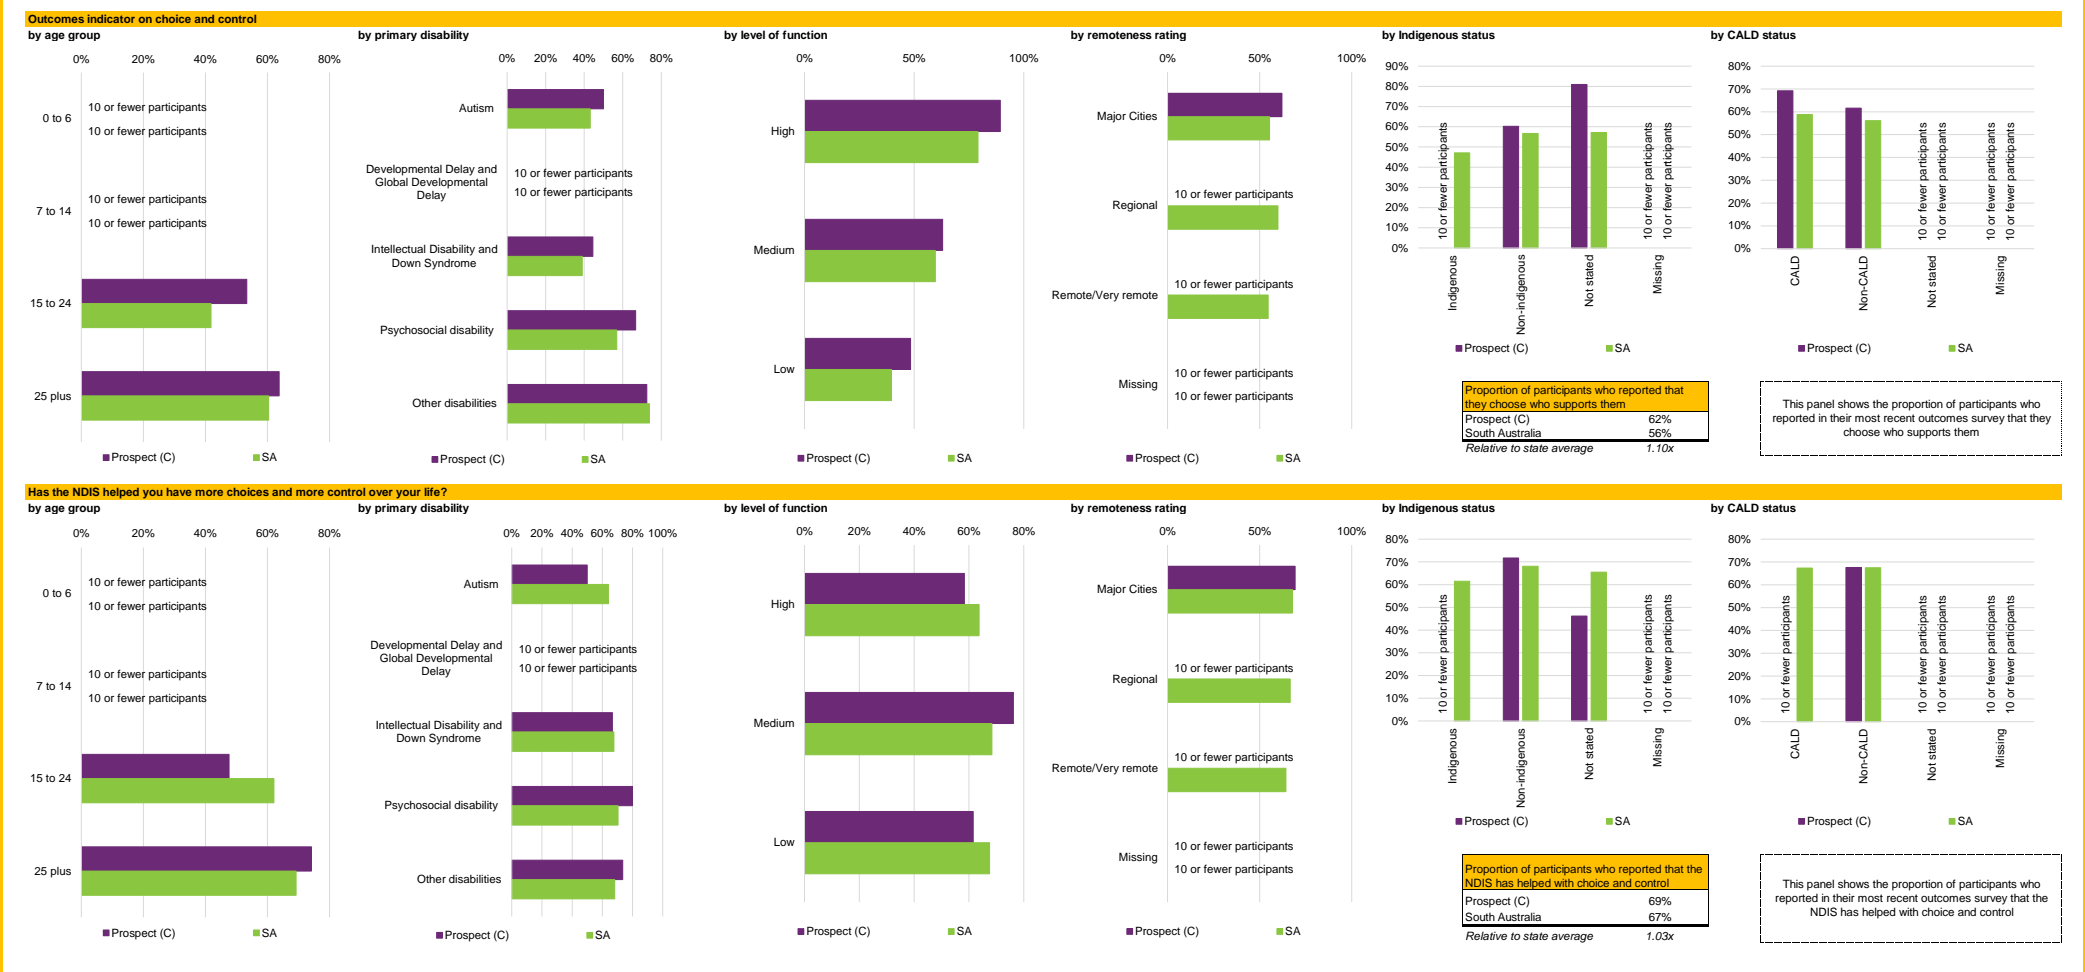 Outcomes indicator on choice and control
by age group
0% 20% 40% 60% 80%
0 to 6
10 or fewer participants
10 or fewer participants
7 to 14
10 or fewer participants
10 or fewer participants
15 to 24
25 plus
Prospect (C) SA
by primary disability
0% 20% 40% 60% 80%
Autism
Developmental Delay and
Global Developmental
Delay
10 or fewer participants
10 or fewer participants
Intellectual Disability and
Down Syndrome
Psychosocial disability
Other disabilities
Prospect (C) SA
by level of function
0% 50% 100%
High
Medium
Low
Prospect (C) SA
by remoteness rating
0% 50% 100%
Major Cities
Regional
10 or fewer participants
Remote/Very remote
10 or fewer participants
Missing
10 or fewer participants
10 or fewer participants
Prospect (C) SA
by Indigenous status
90%
80%
70%
60%
50%
40%
30%
20%
10%
0%
10 or fewer participants
10 or fewer participants
10 or fewer participants
Indigenous
Non-indigenous
Not stated
Missing
Prospect (C) SA
Proportion of participants who reported that
they choose who supports them
Prospect (C) 62%
South Australia 56%
Relative to state average 1.10x
by CALD status
80%
70%
60%
50%
40%
30%
20%
10%
0%
10 or fewer participants
10 or fewer participants
10 or fewer participants
10 or fewer participants
CALD
Non-CALD
Not stated
Missing
Prospect (C) SA
This panel shows the proportion of participants who
reported in their most recent outcomes survey that they
choose who supports them
Has the NDIS helped you have more choices and more control over your life?
by age group
0% 20% 40% 60% 80%
0 to 6
10 or fewer participants
10 or fewer participants
7 to 14
10 or fewer participants
10 or fewer participants
15 to 24
25 plus
Prospect (C) SA
by primary disability
0% 20% 40% 60% 80% 100%
Autism
Developmental Delay and
Global Developmental
Delay
10 or fewer participants
10 or fewer participants
Intellectual Disability and
Down Syndrome
Psychosocial disability
Other disabilities
Prospect (C) SA
by level of function
0% 20% 40% 60% 80%
High
Medium
Low
Prospect (C) SA
by remoteness rating
0% 50% 100%
Major Cities
Regional
10 or fewer participants
Remote/Very remote
10 or fewer participants
Missing
10 or fewer participants
10 or fewer participants
Prospect (C) SA
by Indigenous status
80%
70%
60%
50%
40%
30%
20%
10%
0%
10 or fewer participants
10 or fewer participants
10 or fewer participants
Indigenous
Non-indigenous
Not stated
Missing
Prospect (C) SA
Proportion of participants who reported that the
NDIS has helped with choice and control
Prospect (C) 69%
South Australia 67%
Relative to state average 1.03x
by CALD status
80%
70%
60%
50%
40%
30%
20%
10%
0%
10 or fewer participants
10 or fewer participants
10 or fewer participants
10 or fewer participants
10 or fewer participants
CALD
Non-CALD
Not stated
Missing
Prospect (C) SA
This panel shows the proportion of participants who
reported in their most recent outcomes survey that the
NDIS has helped with choice and control